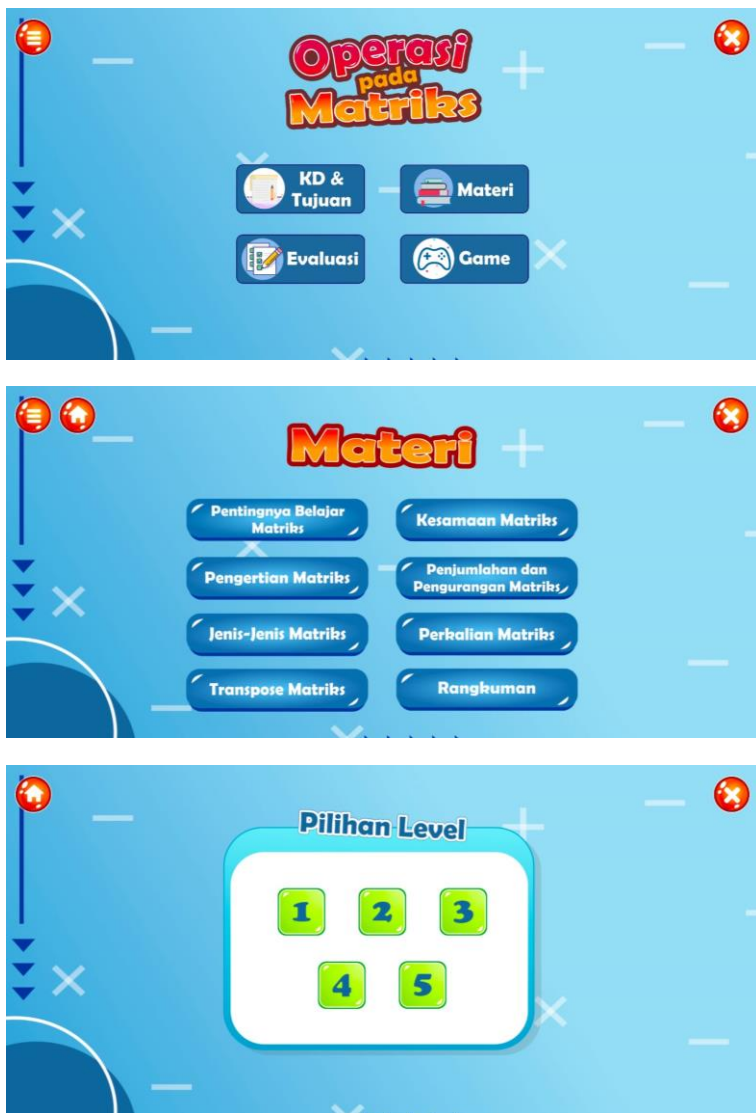 Operasi
pada
Matriks
KD &
Tujuan
Materi
Evaluasi
Game
Materi
Pentingnya Belajar
Matriks
Kesamaan Matriks
Pengertian Matriks
Penjumlahan dan
Pengurangan Matriks
Jenis-Jenis Matriks
Perkalian Matriks
Transpose Matriks
Rangkuman
Pilihan Level
1 2 3
4 5